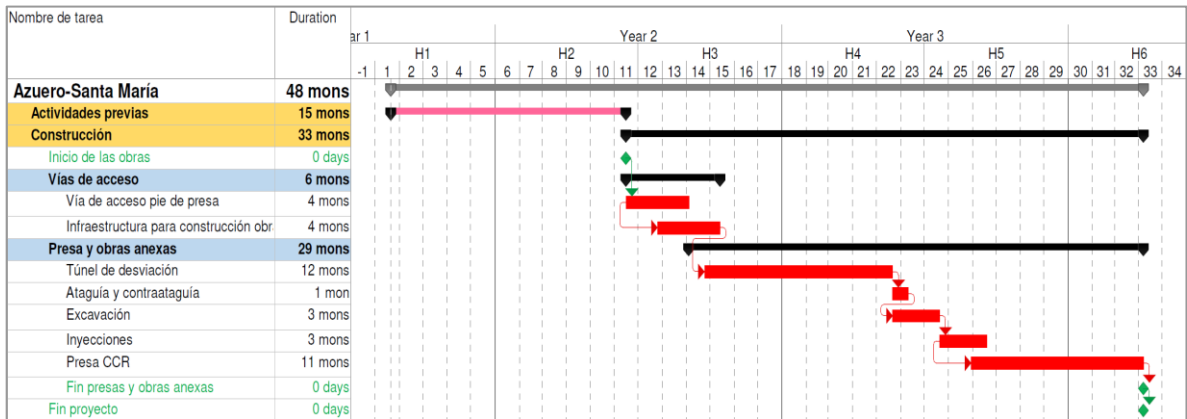 Nombre de tarea Duration
ar 1 Year 2 Year 3
H1 H2 H3 H4 H5 H6
-1 1 2 3 4 5 6 7 8 9 10 11 12 13 14 15 16 17 18 19 20 21 22 23 24 25 26 27 28 29 30 31 32 33 34
Azuero-Santa María 48 mons
Actividades previas 15 mons
Construcción 33 mons
Inicio de las obras 0 days
Vías de acceso 6 mons
Vía de acceso pie de presa 4 mons
Infraestructura para construcción obr 4 mons
Presa y obras anexas 29 mons
Túnel de desviación 12 mons
Ataguía y contraataguía 1 mon
Excavación 3 mons
Inyecciones 3 mons
Presa CCR 11 mons
Fin presas y obras anexas 0 days
Fin proyecto 0 days